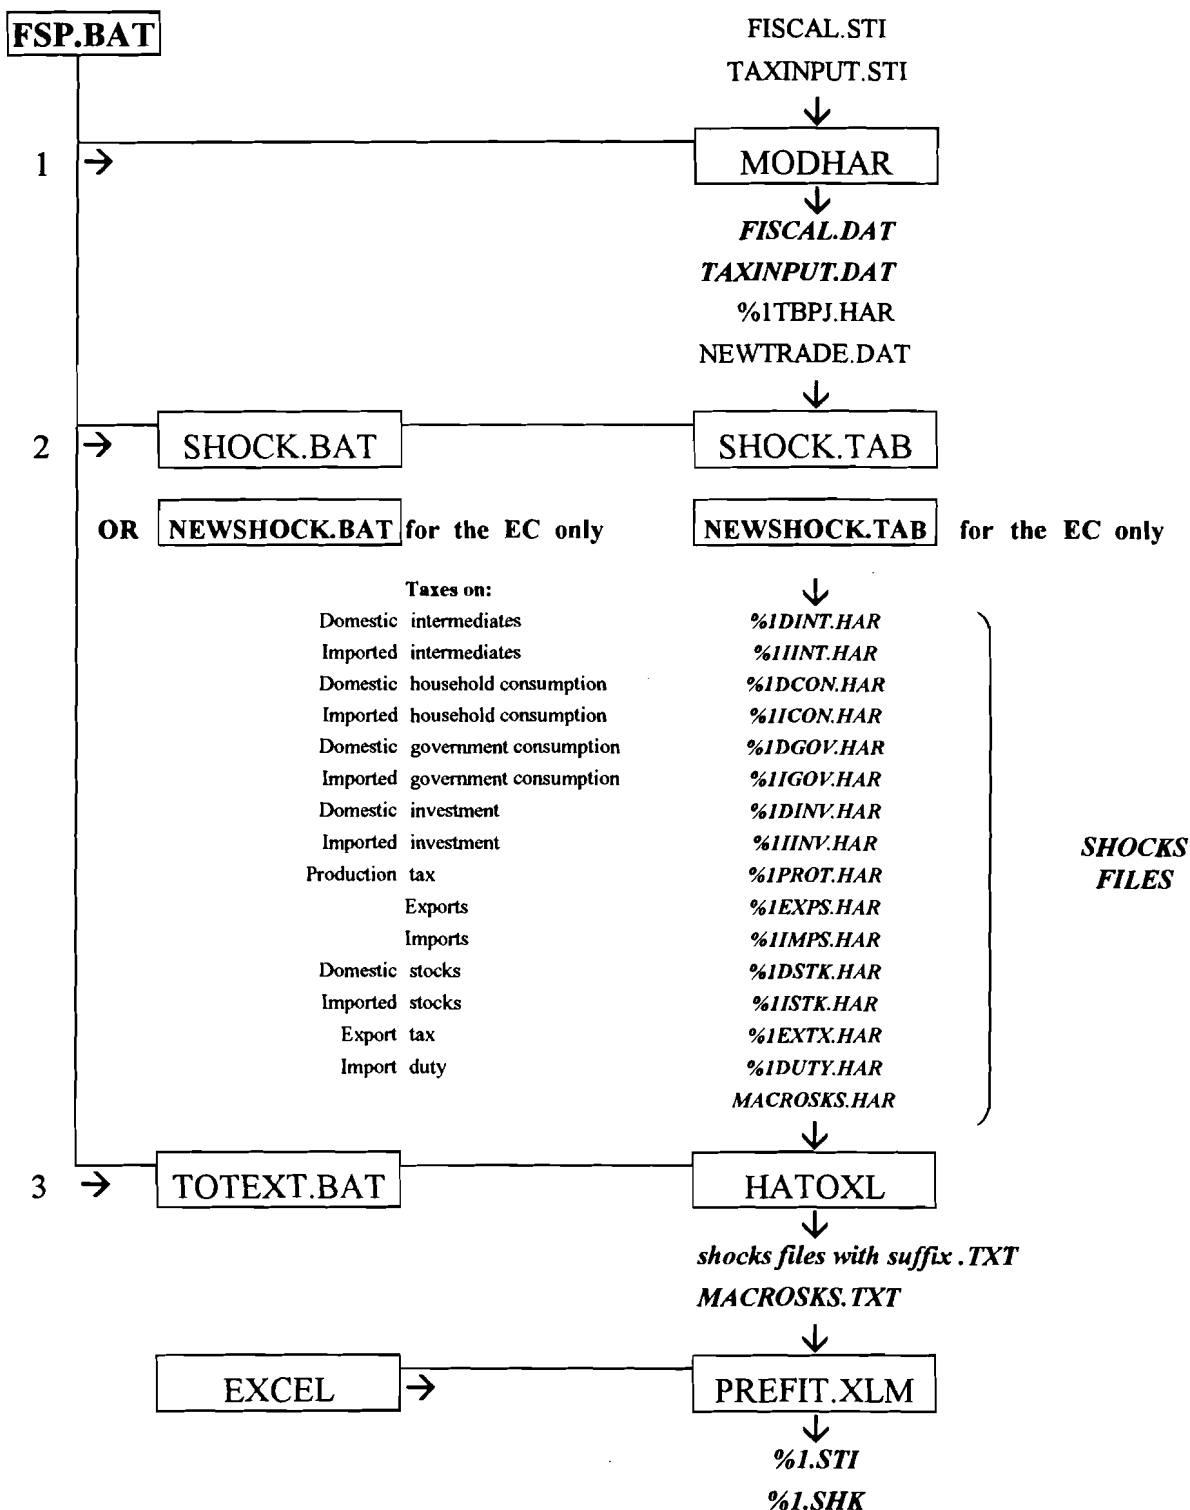 FSP.BAT
FISCAL.STI
TAXINPUT.STI
1 → MODHAR
FISCAL.DAT
TAXINPUT.DAT
%1TBPJ.HAR
NEWTRADE.DAT
2 → SHOCK.BAT SHOCK.TAB
OR NEWSHOCK.BAT for the EC only NEWSHOCK.TAB for the EC only
Taxes on:
Domestic intermediates %1DINT.HAR
Imported intermediates %1IINT.HAR
Domestic household consumption %1DCON.HAR
Imported household consumption %1ICON.HAR
Domestic government consumption %1DGOV.HAR
Imported government consumption %1IGOV.HAR
Domestic investment %1DINV.HAR
Imported investment %1IINV.HAR
Production tax %1PROT.HAR
Exports %1EXPS.HAR
Imports %1IMPS.HAR
Domestic stocks %1DSTK.HAR
Imported stocks %1ISTK.HAR
Export tax %1EXTX.HAR
Import duty %1DUTY.HAR
MACROSKS.HAR
SHOCKS
FILES
3 → TOTEXT.BAT HATOXL
shocks files with suffix .TXT
MACROSKS.TXT
EXCEL → PREFIT.XLM
%1.STI
%1.SHK